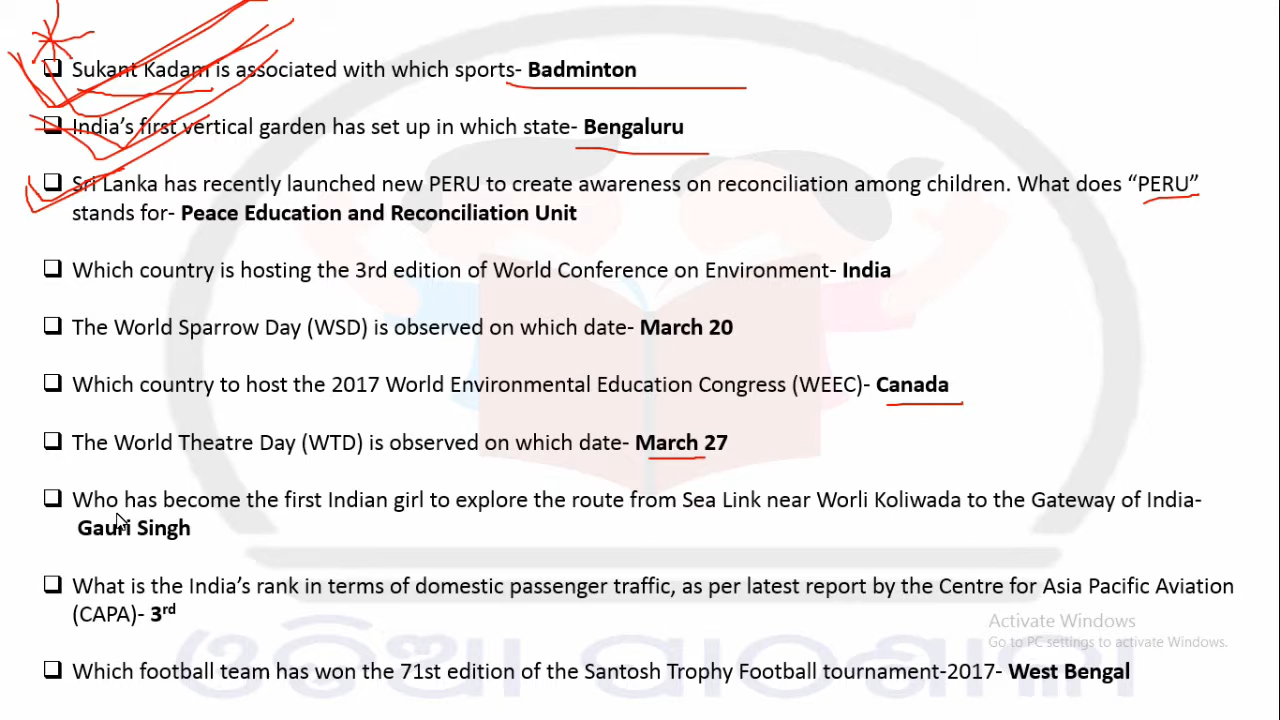 Sukant Kadam is associated with which sports- Badminton
India's first vertical garden has set up in which state- Bengaluru
Sri Lanka has recently launched new PERU to create awareness on reconciliation among children. What does “PERU”
stands for- Peace Education and Reconciliation Unit
Which country is hosting the 3rd edition of World Conference on Environment- India
The World Sparrow Day (WSD) is observed on which date- March 20
Which country to host the 2017 World Environmental Education Congress (WEEC)- Canada
The World Theatre Day (WTD) is observed on which date- March 27
Who has become the first Indian girl to explore the route from Sea Link near Worli Koliwada to the Gateway of India-
Gauri Singh
What is the India’s rank in terms of domestic passenger traffic, as per latest report by the Centre for Asia Pacific Aviation
(CAPA)- 3rd
Activate Windows
Go to PC settings to activate Windows.
Which football team has won the 71st edition of the Santosh Trophy Football tournament-2017- West Bengal